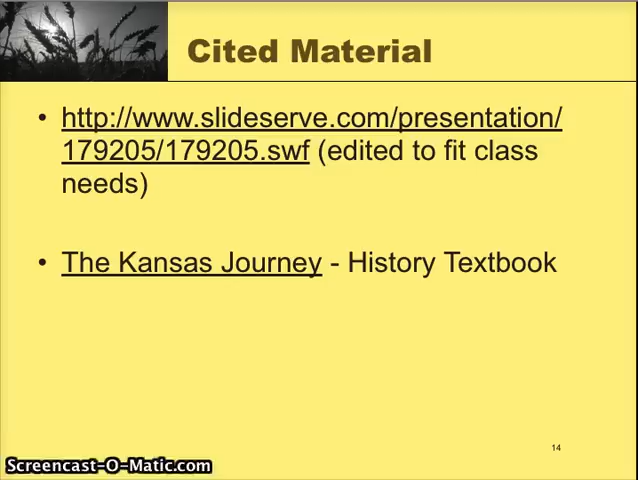 Cited Material
• http://www.slideserve.com/presentation/
179205/179205.swf (edited to fit class
needs)
• The Kansas Journey - History Textbook
14
Screencast-O-Matic.com